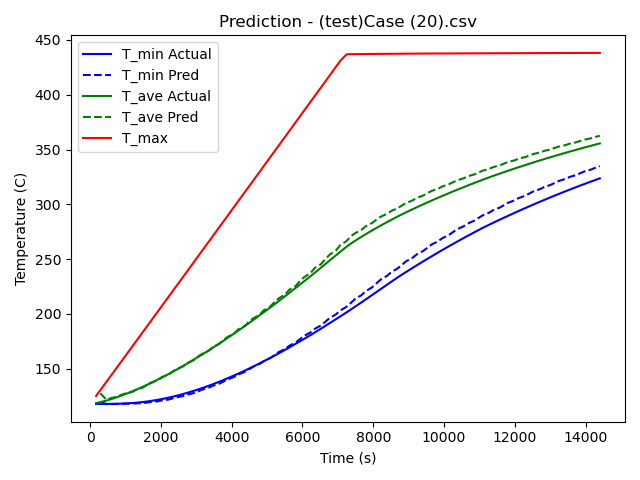 Prediction - (test)Case (20).csv
T_min Actual
T_min Pred
T_ave Actual
T_ave Pred
T_max
Temperature (C)
450
400
350
300
250
200
150
0 2000 4000 6000 8000 10000 12000 14000
Time (s)